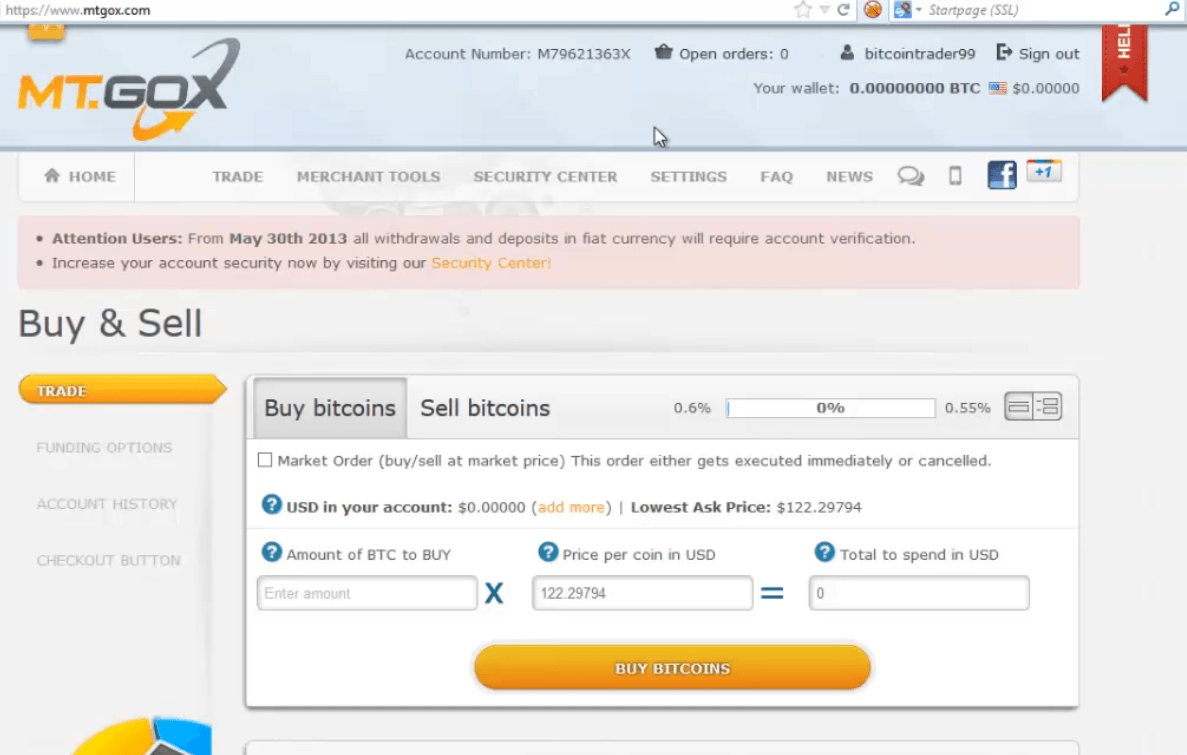 https://www.mtgox.com
Startpage (SSL)
MT.GOX
Account Number: M79621363X
Open orders: 0
bitcointrader99
Sign out
HEL
Your wallet: 0.00000000 BTC $0.00000
HOME
TRADE
MERCHANT TOOLS
SECURITY CENTER
SETTINGS
FAQ
NEWS
f
+1
• Attention Users: From May 30th 2013 all withdrawals and deposits in fiat currency will require account verification.
• Increase your account security now by visiting our Security Center!
Buy & Sell
TRADE
FUNDING OPTIONS
ACCOUNT HISTORY
CHECKOUT BUTTON
Buy bitcoins
Sell bitcoins
0.6%
0%
0.55%
Market Order (buy/sell at market price) This order either gets executed immediately or cancelled.
? USD in your account: $0.00000 (add more) | Lowest Ask Price: $122.29794
? Amount of BTC to BUY
? Price per coin in USD
? Total to spend in USD
Enter amount X 122.29794 = 0
BUY BITCOINS